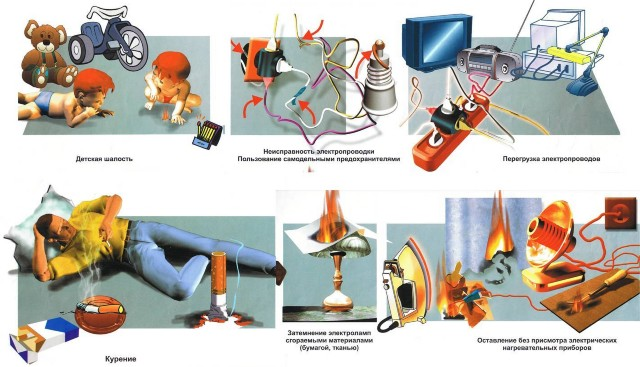 Детская шалость
Неисправность электропроводки
Пользование самодельными предохранителями
Перегрузка электропроводов
Курение
Затемнение электроламп
сгораемыми материалами
(бумагой, тканью)
Оставление без присмотра электрических
нагревательных приборов